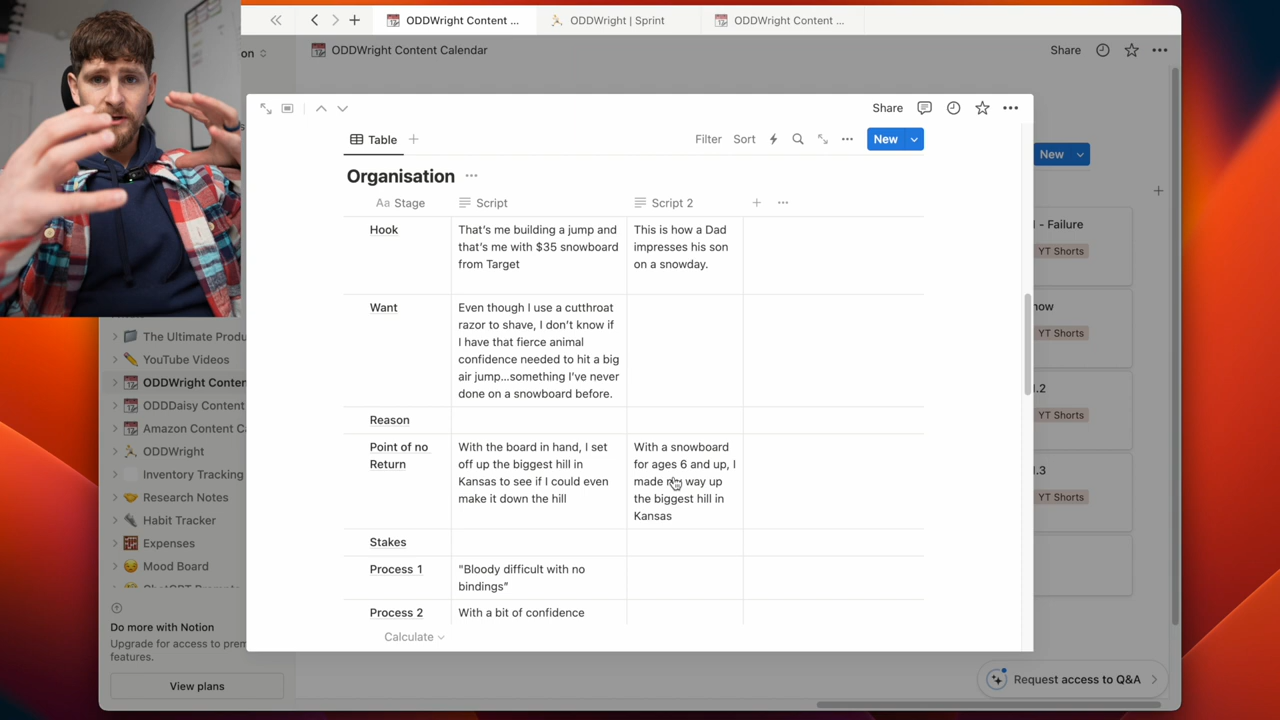 ODDWright Content ...
ODDWright | Sprint
ODDWright Content ...
on
ODDWright Content Calendar
Share
Share
Table
Filter
Sort
New
New
Organisation
Aa Stage
Script
Script 2
Hook
That's me building a jump and
that's me with $35 snowboard
from Target
This is how a Dad
impresses his son
on a snowday.
Want
Even though I use a cutthroat
razor to shave, I don't know if
I have that fierce animal
confidence needed to hit a big
air jump...something I've never
done on a snowboard before.
Reason
Point of no
Return
With the board in hand, I set
off up the biggest hill in
Kansas to see if I could even
make it down the hill
With a snowboard
for ages 6 and up, I
made my way up
the biggest hill in
Kansas
Stakes
Process 1
"Bloody difficult with no
bindings"
Process 2
With a bit of confidence
Calculate
- Failure
YT Shorts
now
YT Shorts
.2
YT Shorts
.3
YT Shorts
The Ultimate Produ
YouTube Videos
ODDWright Conten
ODDDaisy Content
Amazon Content Ca
ODDWright
Inventory Tracking
Research Notes
Habit Tracker
Expenses
Mood Board
Do more with Notion
Upgrade for access to prem
features.
View plans
Request access to Q&A